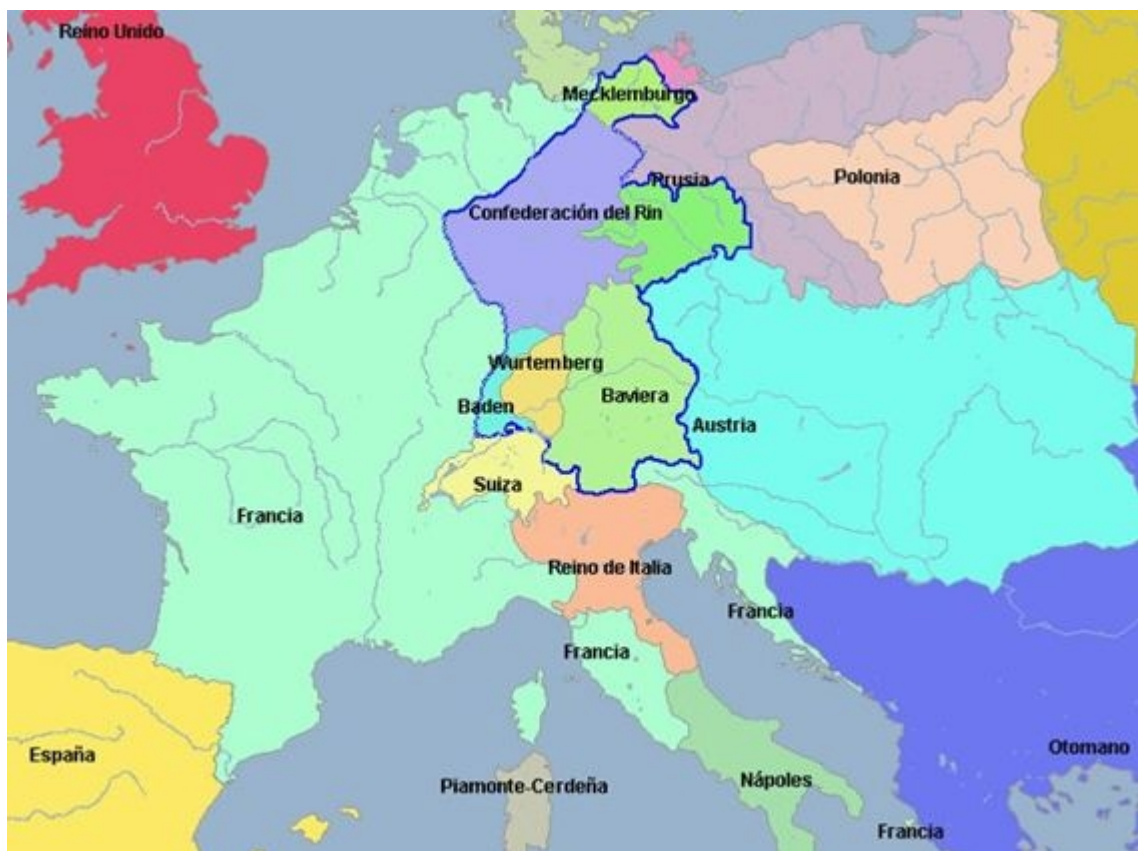 Reino Unido
Mecklemburgo
Prusia
Polonia
Confederación del Rin
Wurtemberg
Baviera
Baden
Austria
Suiza
Francia
Reino de Italia
Francia
Francia
España
Otomano
Piamonte-Cerdeña
Nápoles
Francia